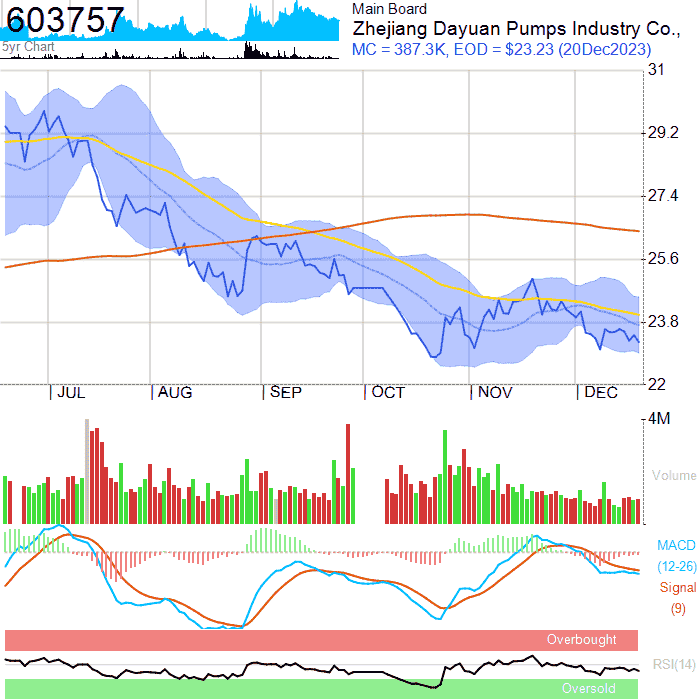 603757
Main Board
Zhejiang Dayuan Pumps Industry Co.,
5yr Chart
MC = 387.3K, EOD = $23.23 (20Dec2023)
31
29.2
27.4
25.6
23.8
22
JUL AUG SEP OCT NOV DEC
4M
Volume
MACD
(12-26)
Signal
(9)
Overbought
RSI(14)
Oversold